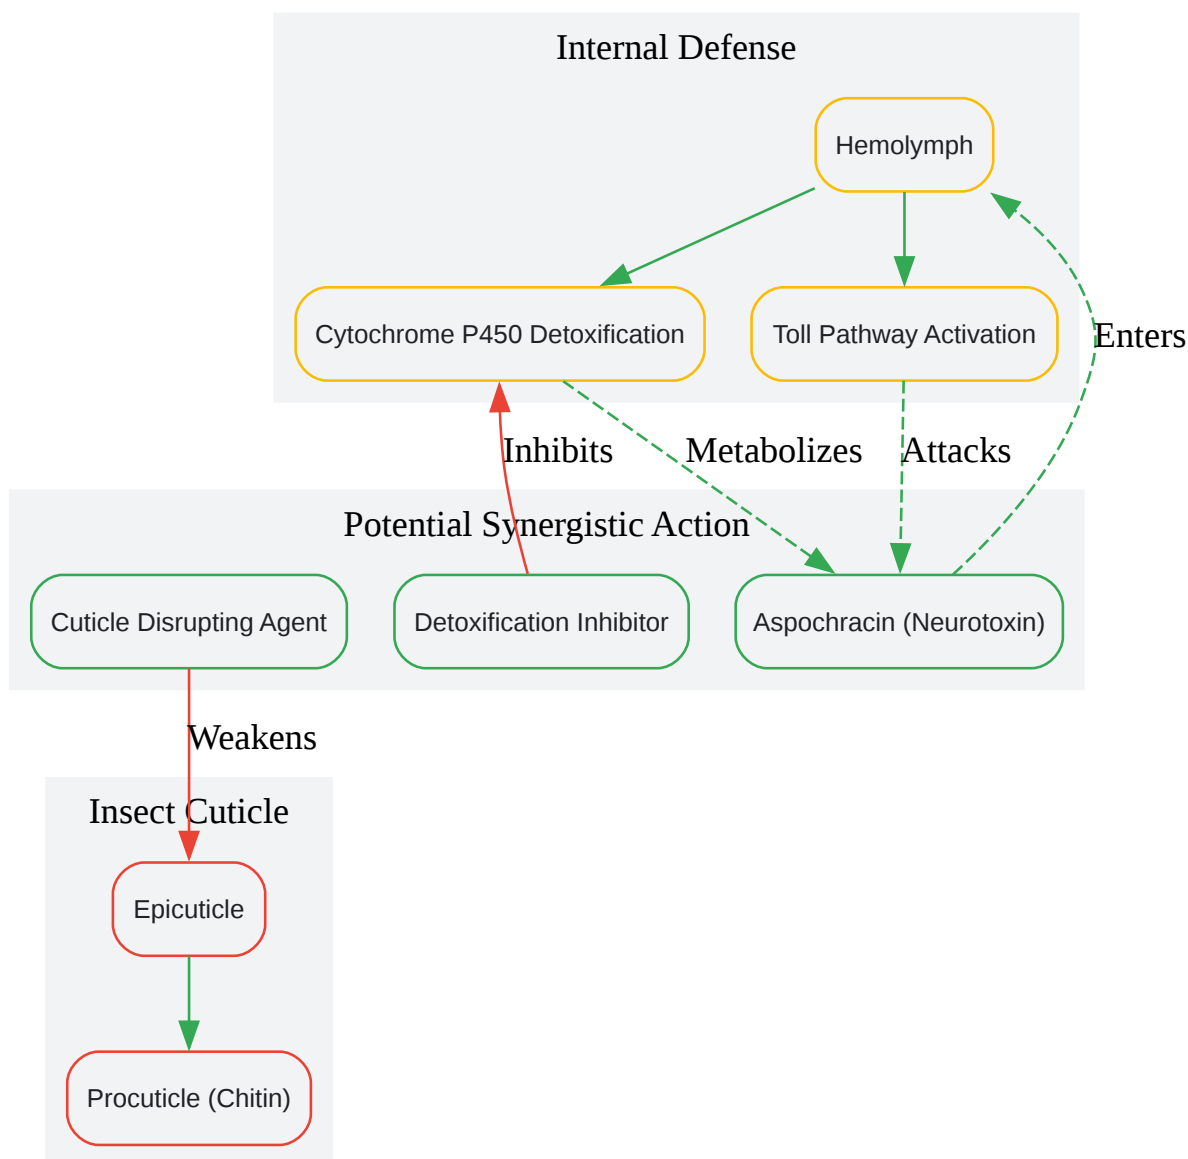 Internal Defense
Hemolymph
Cytochrome P450 Detoxification
Toll Pathway Activation
Enters
Inhibits
Metabolizes
Attacks
Potential Synergistic Action
Cuticle Disrupting Agent
Detoxification Inhibitor
Aspochracin (Neurotoxin)
Weakens
Insect Cuticle
Epicuticle
Procuticle (Chitin)